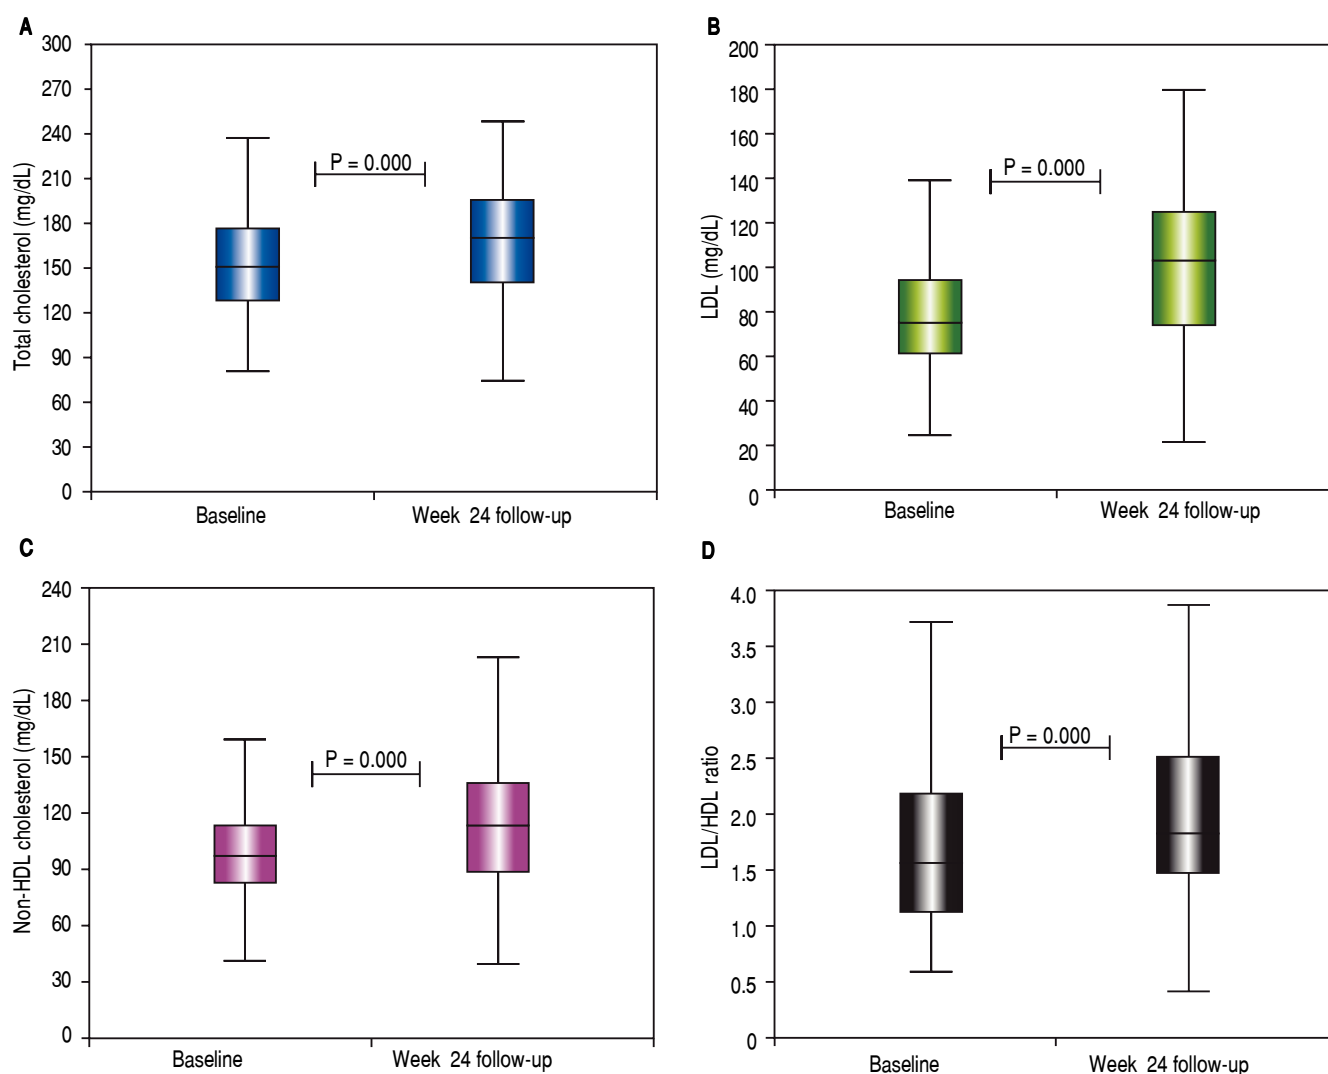 A
300
270
240
210
180
150
120
90
60
30
0
Total cholesterol (mg/dL)
P = 0.000
Baseline
Week 24 follow-up
B
200
180
160
140
120
100
80
60
40
20
0
LDL (mg/dL)
P = 0.000
Baseline
Week 24 follow-up
C
240
210
180
150
120
90
60
30
0
Non-HDL cholesterol (mg/dL)
P = 0.000
Baseline
Week 24 follow-up
D
4.0
3.5
3.0
2.5
2.0
1.5
1.0
0.5
0
LDL/HDL ratio
P = 0.000
Baseline
Week 24 follow-up